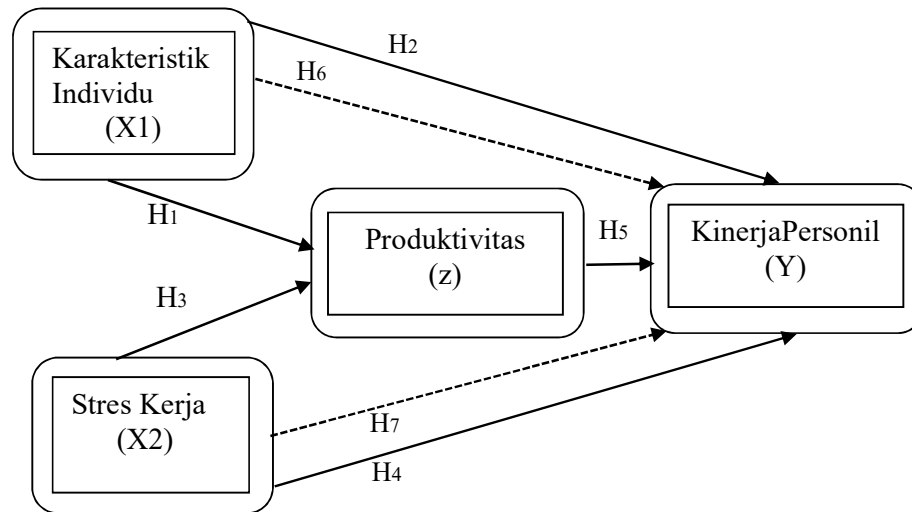 Karakteristik
Individu
(X1)
H2
H6
H1
Produktivitas
(z)
H5
KinerjaPersonil
(Y)
H3
Stres Kerja
(X2)
H7
H4